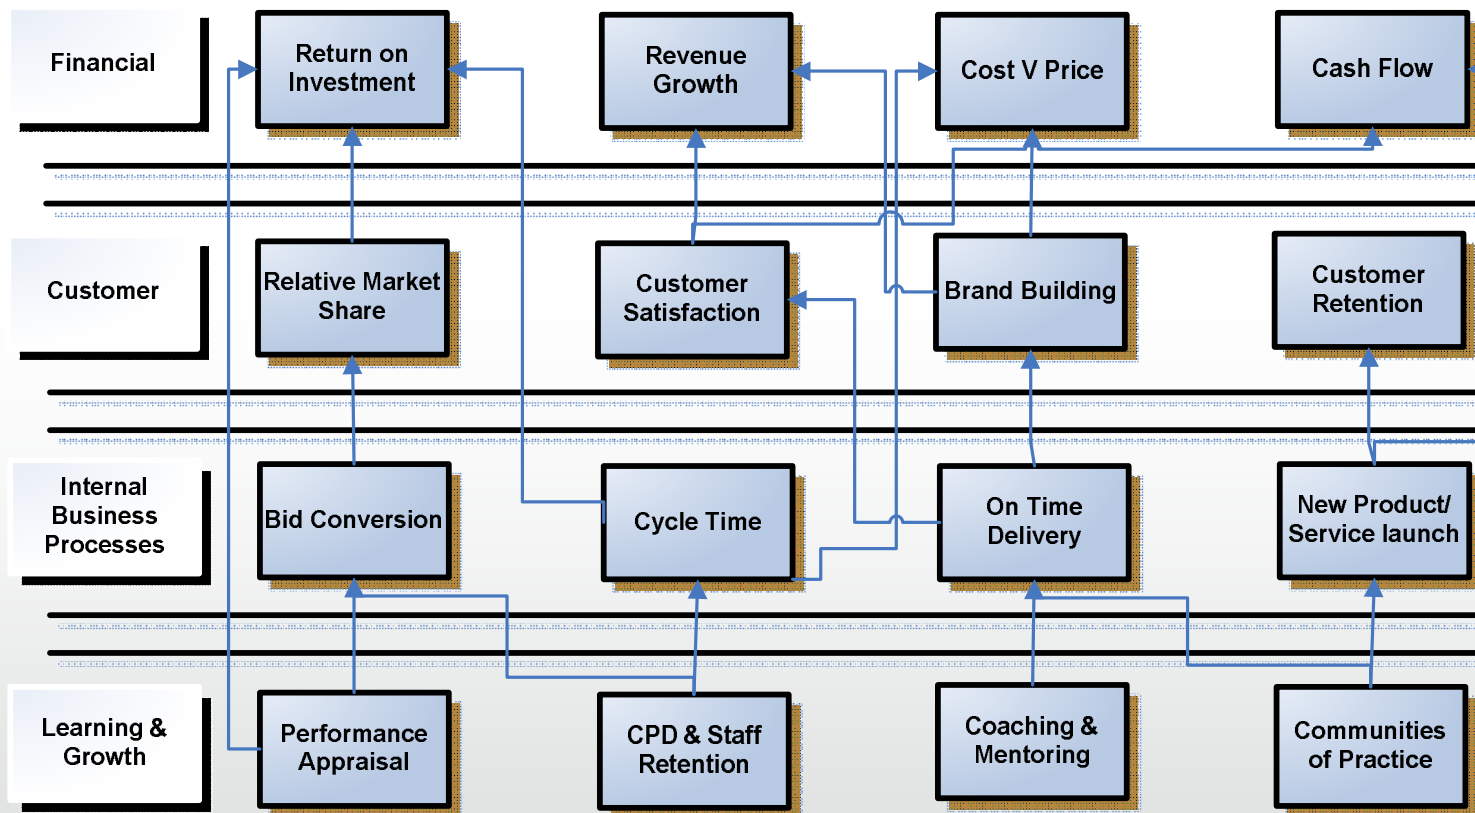 Financial
Return on
Investment
Revenue
Growth
Cost V Price
Cash Flow
Customer
Relative Market
Share
Customer
Satisfaction
Brand Building
Customer
Retention
Internal
Business
Processes
Bid Conversion
Cycle Time
On Time
Delivery
New Product/
Service launch
Learning &
Growth
Performance
Appraisal
CPD & Staff
Retention
Coaching &
Mentoring
Communities
of Practice